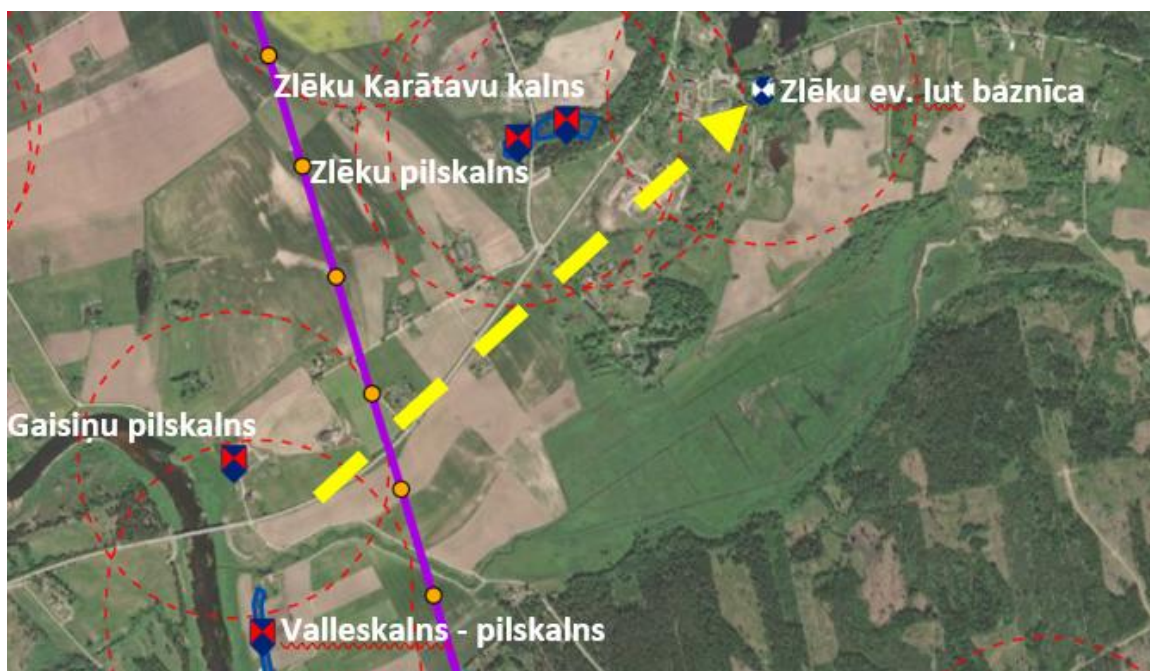 Zlēku Karātavu kalns
Zlēku ev. lut baznīca
Zlēku pilskalns
Gaisiņu pilskalns
Valleskalns - pilskalns